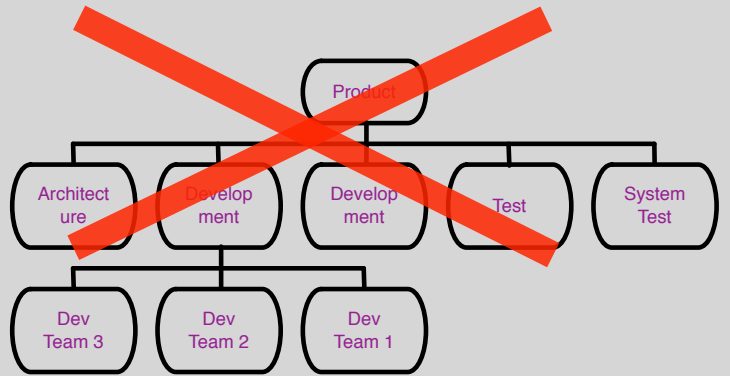 Product
Architect
ure
Develop
ment
Develop
ment
Test
System
Test
Dev
Team 3
Dev
Team 2
Dev
Team 1